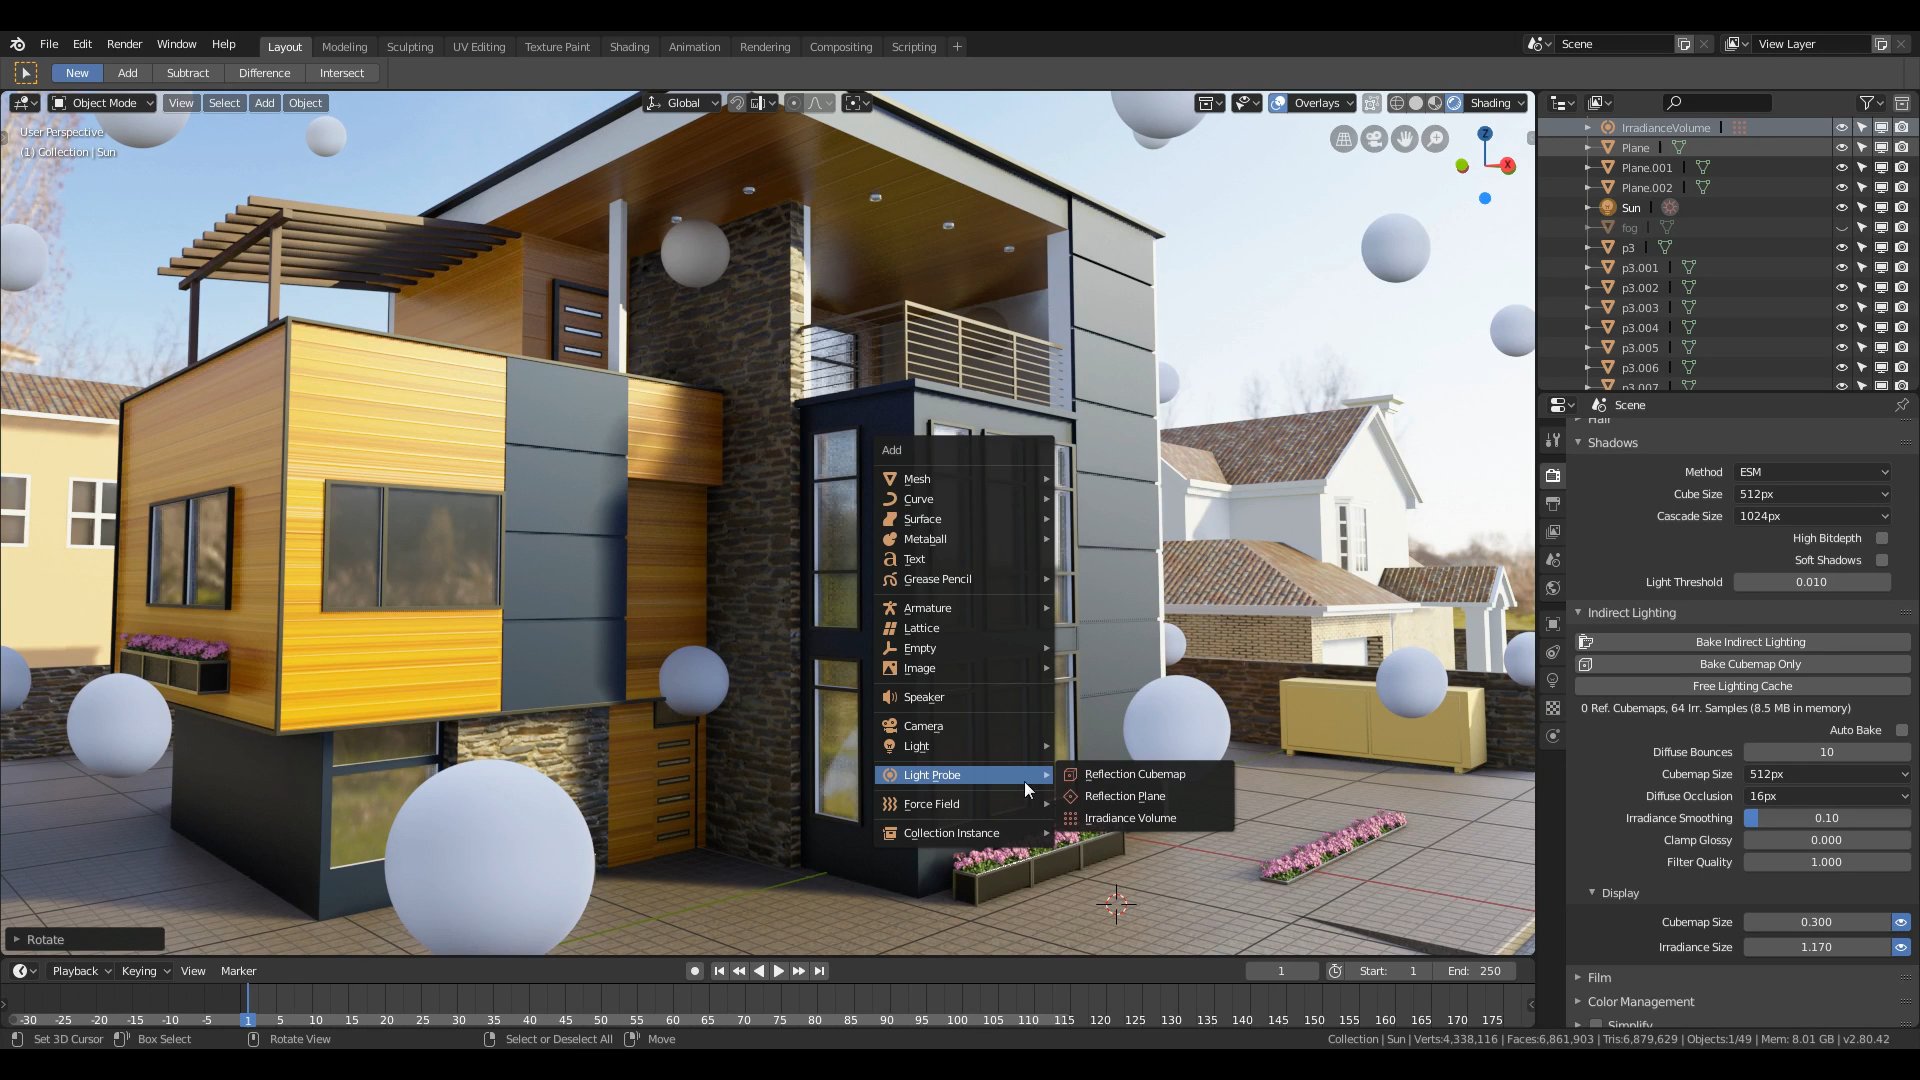 File Edit Render Window Help Layout Modeling Sculpting UV Editing Texture Paint Shading Animation Rendering Compositing Scripting + Scene View Layer
New Add Subtract Difference Intersect
Object Mode View Select Add Object Global Overlays Shading
User Perspective
(1) Collection | Sun
Z
X
IrradianceVolume
Plane
Plane.001
Plane.002
Sun
fog
p3
p3.001
p3.002
p3.003
p3.004
p3.005
p3.006
p3.007
Scene
Hair
Shadows
Method ESM
Cube Size 512px
Cascade Size 1024px
High Bitdepth
Soft Shadows
Light Threshold 0.010
Indirect Lighting
Bake Indirect Lighting
Bake Cubemap Only
Free Lighting Cache
0 Ref. Cubemaps, 64 Irr. Samples (8.5 MB in memory)
Auto Bake
Diffuse Bounces 10
Cubemap Size 512px
Diffuse Occlusion 16px
Irradiance Smoothing 0.10
Clamp Glossy 0.000
Filter Quality 1.000
Display
Cubemap Size 0.300
Irradiance Size 1.170
Film
Color Management
Simplify
Add
Mesh
Curve
Surface
Metaball
Text
Grease Pencil
Armature
Lattice
Empty
Image
Speaker
Camera
Light
Light Probe
Force Field
Collection Instance
Reflection Cubemap
Reflection Plane
Irradiance Volume
Rotate
Playback Keying View Marker 1 Start: 1 End: 250
-30 -25 -20 -15 -10 -5 1 5 10 15 20 25 30 35 40 45 50 55 60 65 70 75 80 85 90 95 100 105 110 115 120 125 130 135 140 145 150 155 160 165 170 175
Set 3D Cursor Box Select Rotate View Select or Deselect All Move Collection | Sun | Verts:4,338,116 | Faces:6,861,903 | Tris:6,879,629 | Objects:1/49 | Mem: 8.01 GB | v2.80.42